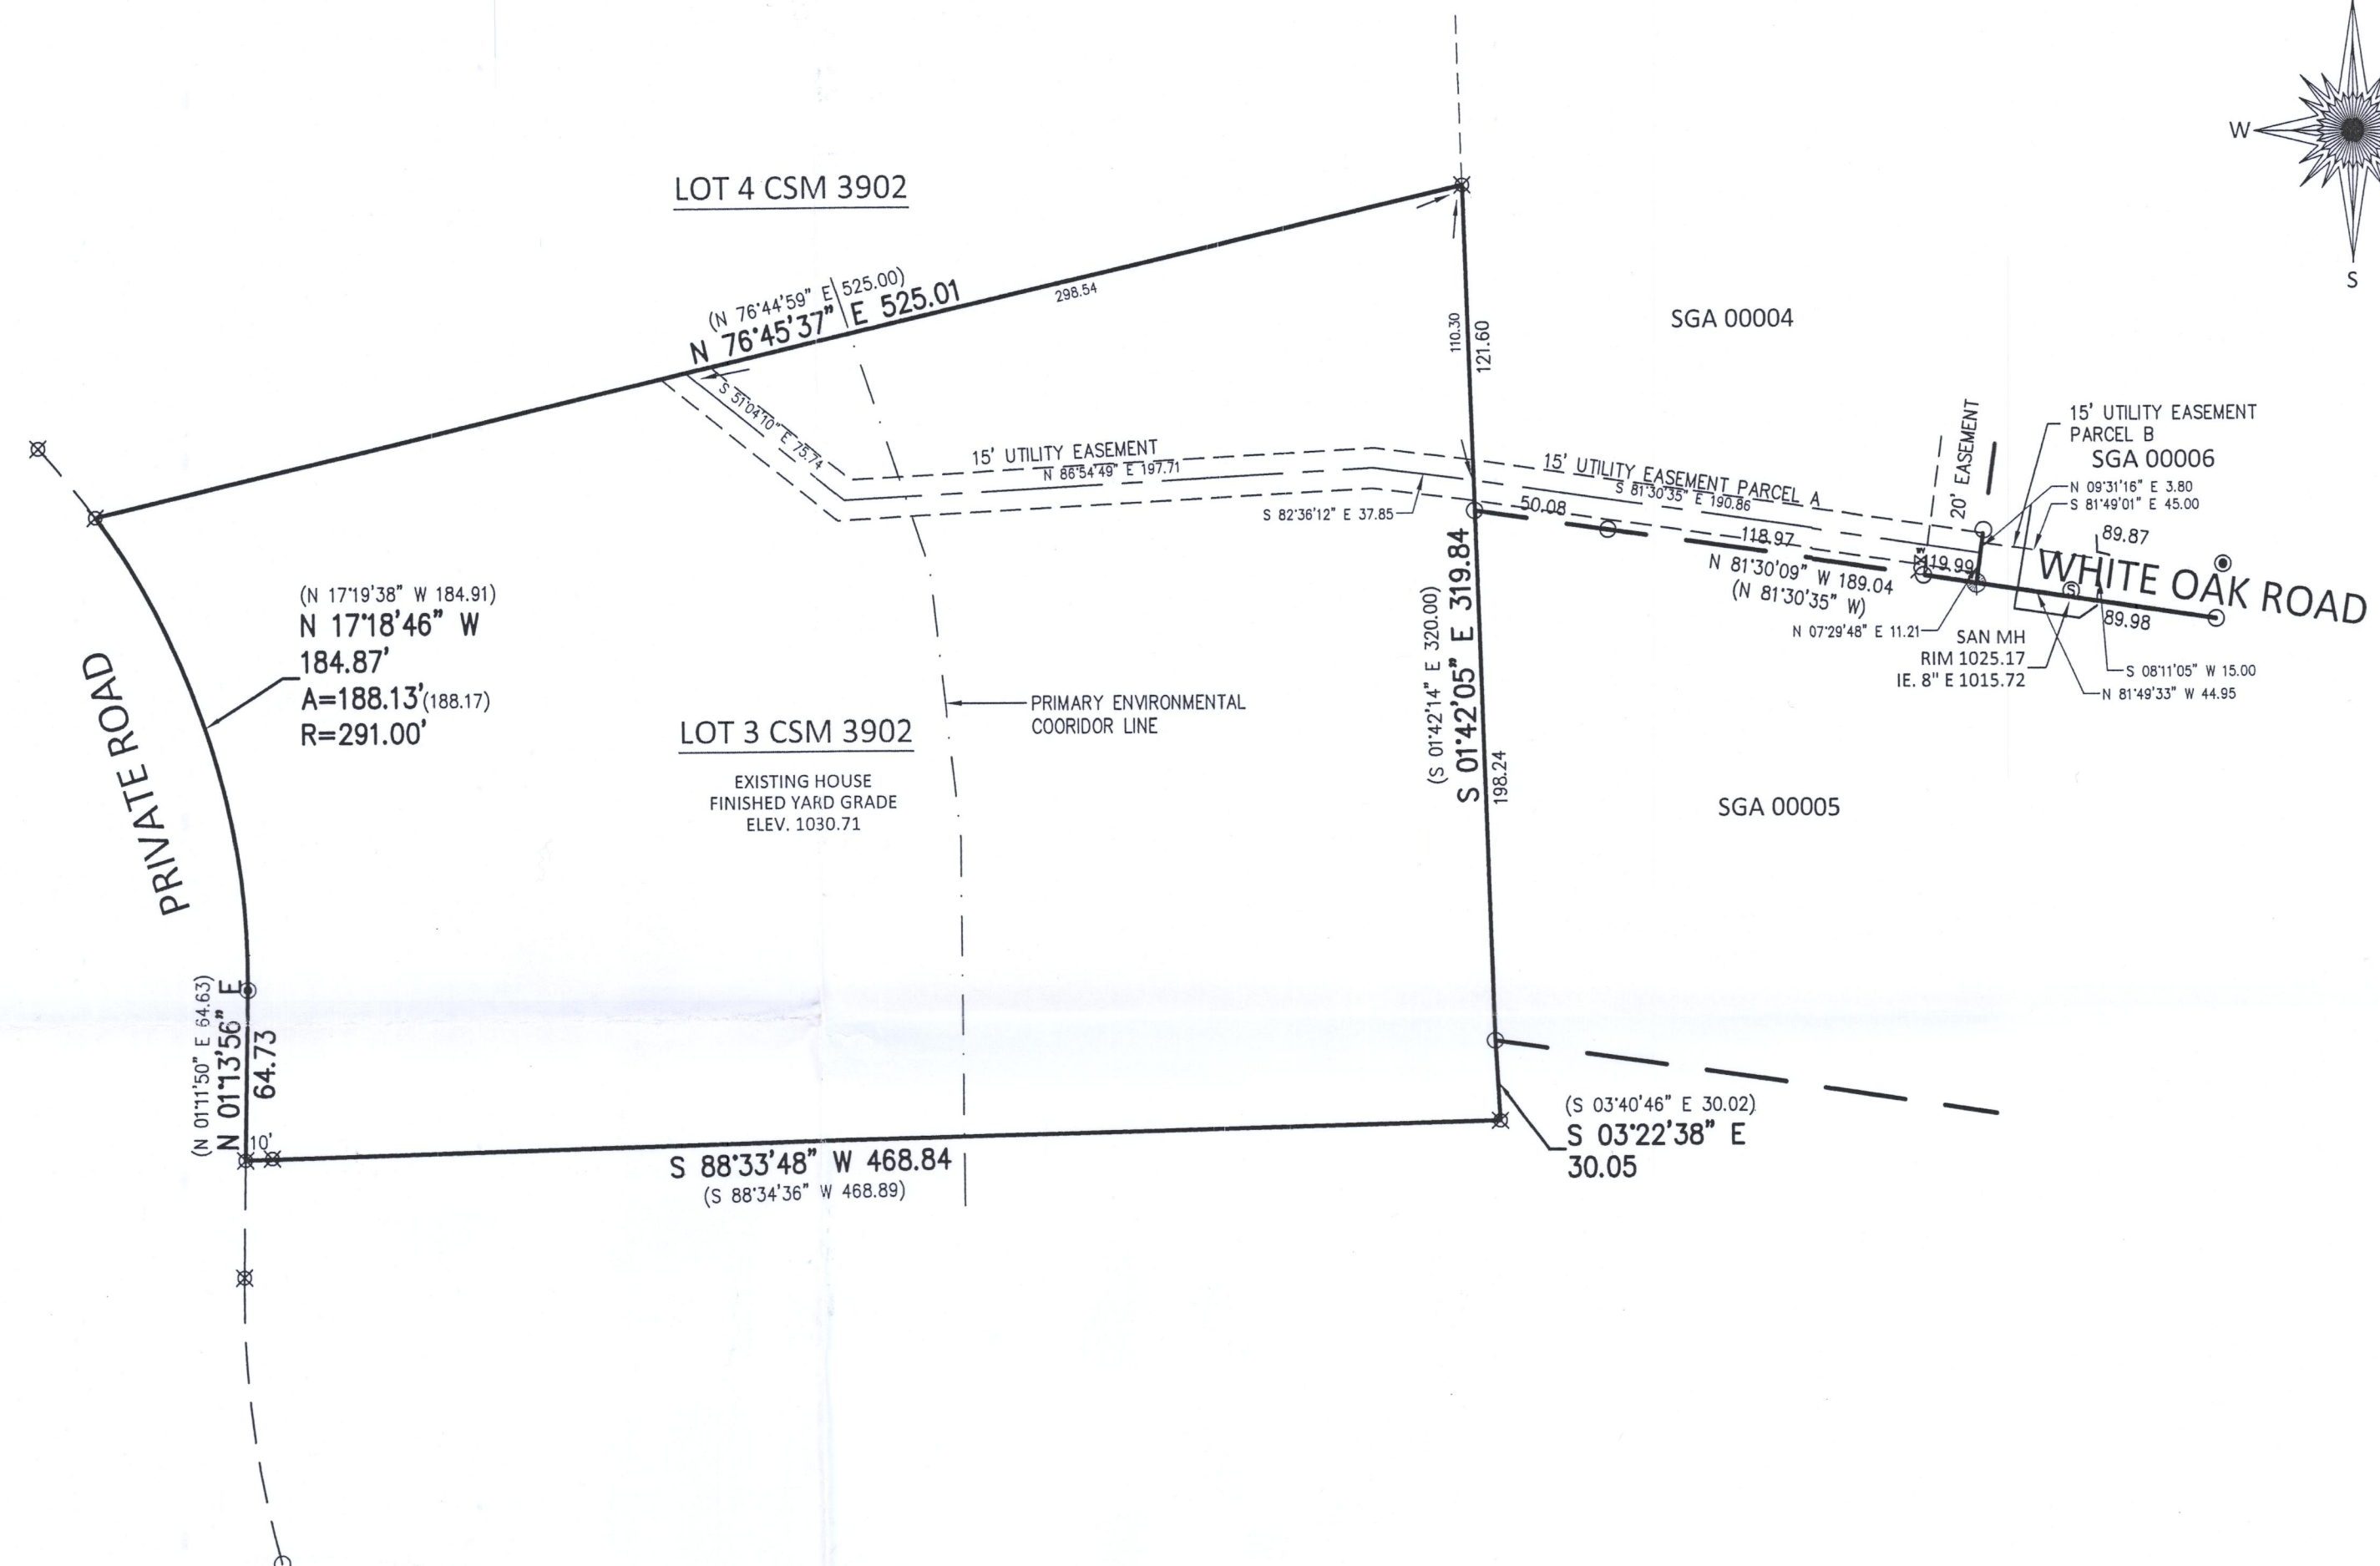 W
S
LOT 4 CSM 3902
(N 76°44'59" E 525.00)
N 76°45'37" E 525.01
298.54
SGA 00004
110.30
121.60
S 51°04'10" E 75.74
15' UTILITY EASEMENT
N 86°54'49" E 197.71
S 82°36'12" E 37.85
15' UTILITY EASEMENT PARCEL A
S 81°30'35" E 190.86
50.08
118.97
N 81°30'09" W 189.04
(N 81°30'35" W)
20' EASEMENT
15' UTILITY EASEMENT
PARCEL B
SGA 00006
N 09°31'16" E 3.80
S 81°49'01" E 45.00
89.87
119.99
WHITE OAK ROAD
89.98
N 07°29'48" E 11.21
SAN MH
RIM 1025.17
IE. 8" E 1015.72
S 08°11'05" W 15.00
N 81°49'33" W 44.95
S
(N 17°19'38" W 184.91)
N 17°18'46" W
184.87'
A=188.13'(188.17)
R=291.00'
PRIVATE ROAD
PRIMARY ENVIRONMENTAL
COORIDOR LINE
LOT 3 CSM 3902
EXISTING HOUSE
FINISHED YARD GRADE
ELEV. 1030.71
(S 01°42'14" E 320.00)
S 01°42'05" E 319.84
198.24
SGA 00005
(N 01°11'50" E 64.63)
N 01°13'56" E
64.73
10'
S 88°33'48" W 468.84
(S 88°34'36" W 468.89)
(S 03°40'46" E 30.02)
S 03°22'38" E
30.05